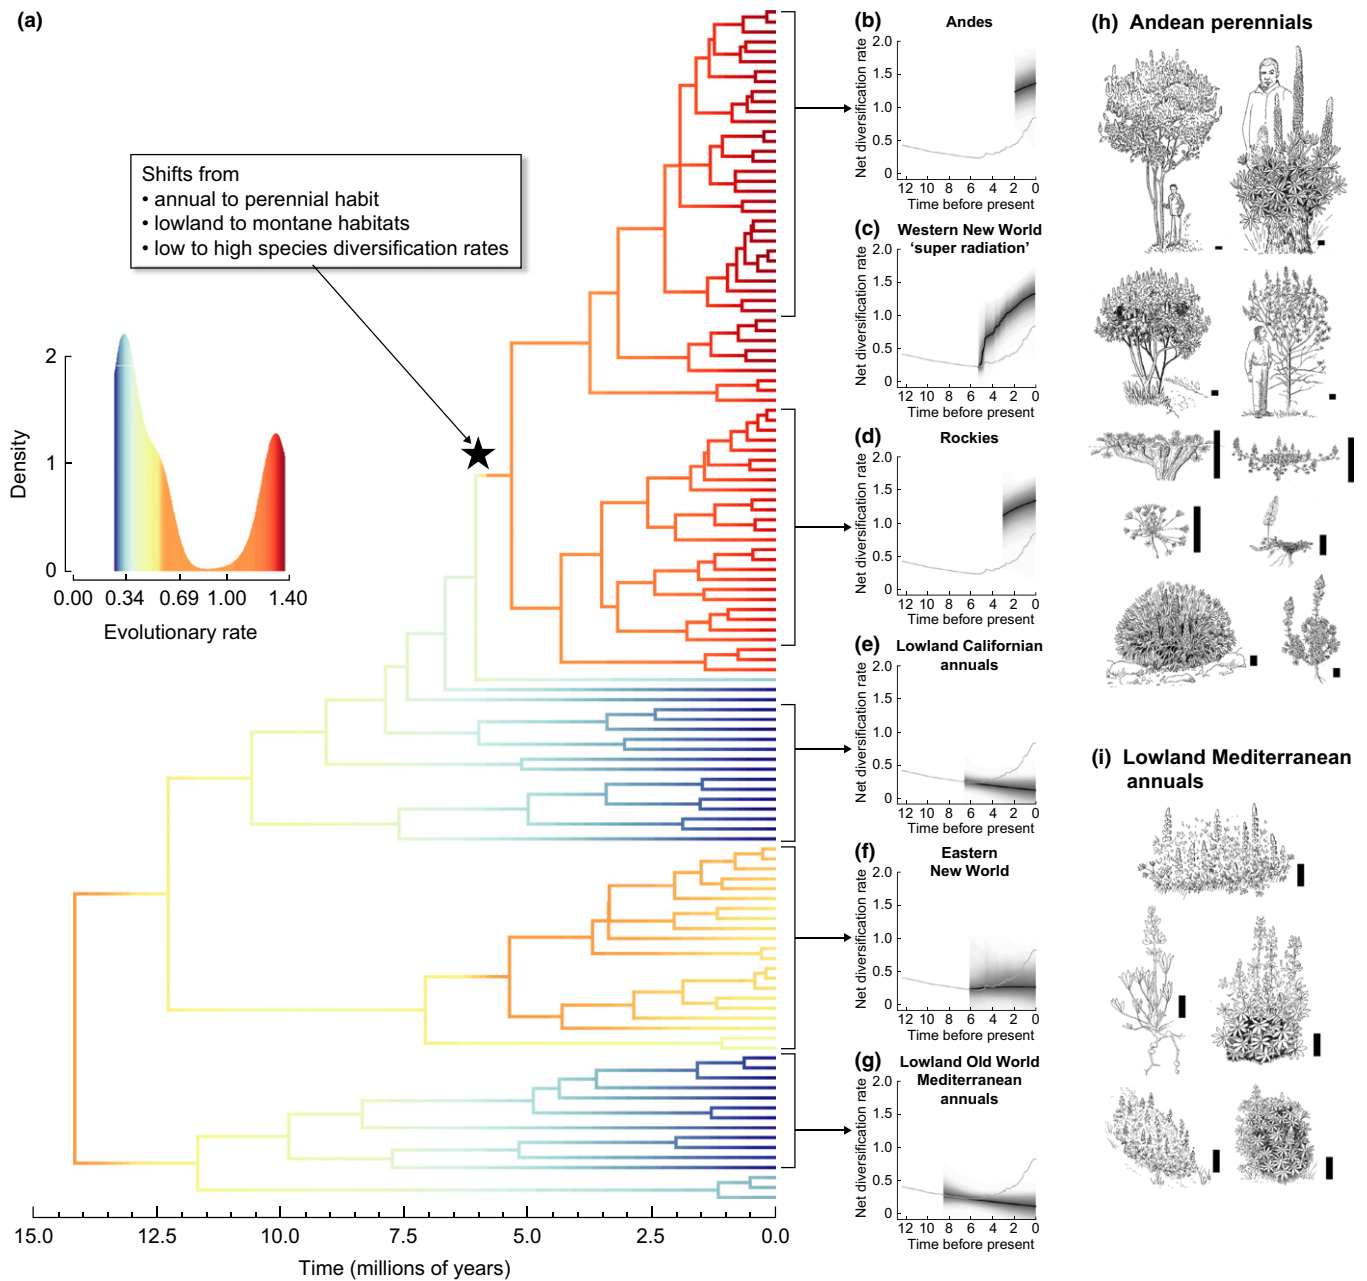 (a)
Shifts from
• annual to perennial habit
• lowland to montane habitats
• low to high species diversification rates
Density
2
1
0
0.00 0.34 0.69 1.00 1.40
Evolutionary rate
15.0 12.5 10.0 7.5 5.0 2.5 0.0
Time (millions of years)
(b) Andes
Net diversification rate
2.0
1.5
1.0
0.5
0
12 10 8 6 4 2 0
Time before present
(c) Western New World
‘super radiation’
Net diversification rate
2.0
1.5
1.0
0.5
0
12 10 8 6 4 2 0
Time before present
(d) Rockies
Net diversification rate
2.0
1.5
1.0
0.5
0
12 10 8 6 4 2 0
Time before present
(e) Lowland Californian
annuals
Net diversification rate
2.0
1.5
1.0
0.5
0
12 10 8 6 4 2 0
Time before present
(f) Eastern
New World
Net diversification rate
2.0
1.5
1.0
0.5
0
12 10 8 6 4 2 0
Time before present
(g) Lowland Old World
Mediterranean
annuals
Net diversification rate
2.0
1.5
1.0
0.5
0
12 10 8 6 4 2 0
Time before present
(h) Andean perennials
(i) Lowland Mediterranean
annuals